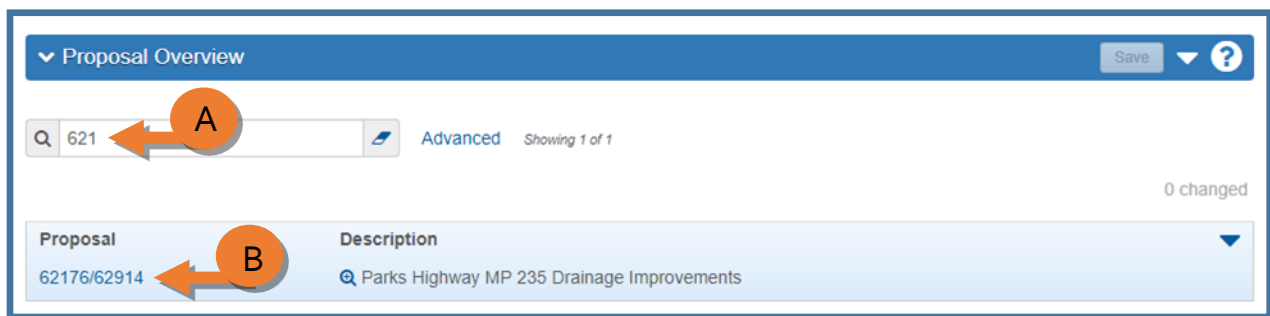 Proposal Overview
Save
?
621
A
Advanced
Showing 1 of 1
0 changed
Proposal
Description
62176/62914
B
Parks Highway MP 235 Drainage Improvements